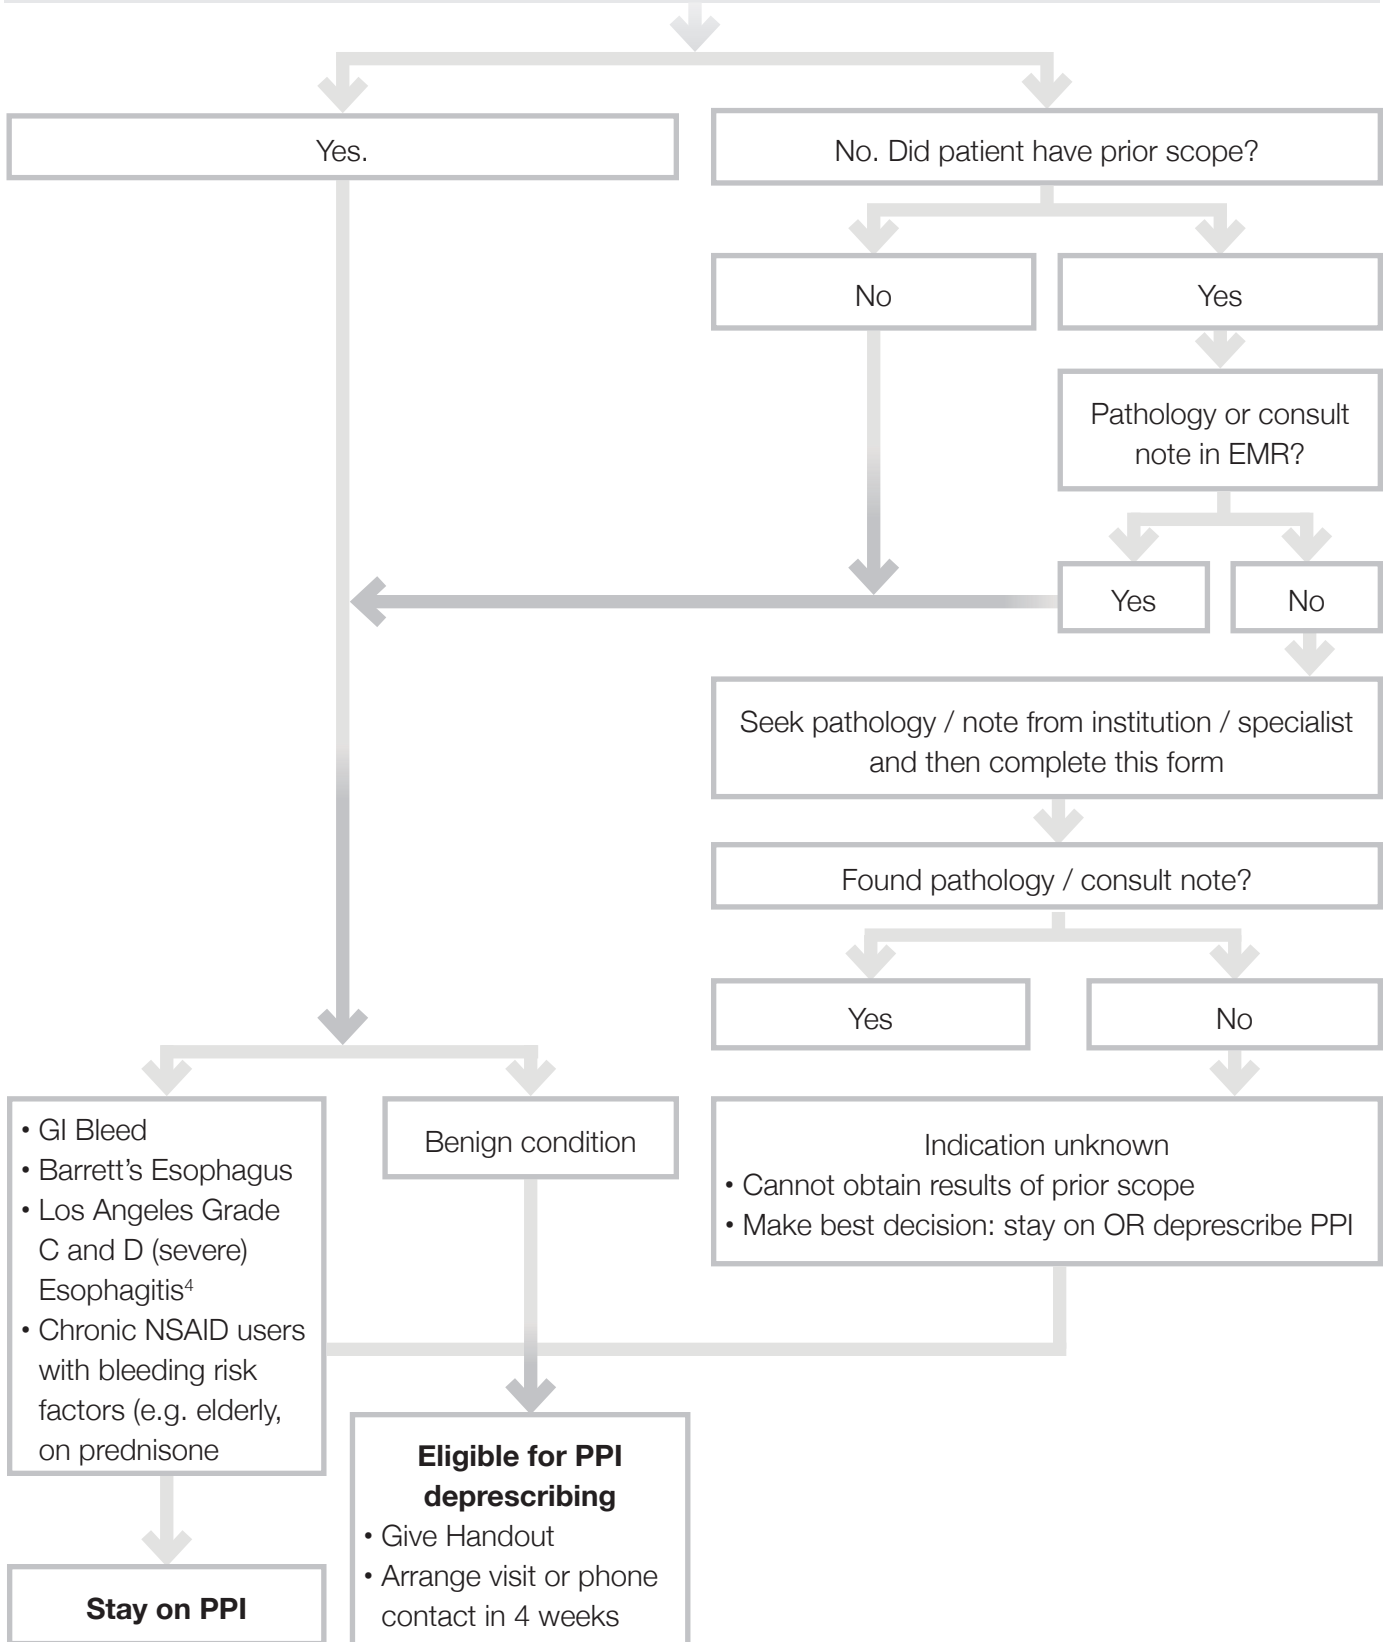 Yes.
No. Did patient have prior scope?
No
Yes
Pathology or consult
note in EMR?
Yes
No
Seek pathology / note from institution / specialist
and then complete this form
Found pathology / consult note?
Yes
No
• GI Bleed
• Barrett’s Esophagus
• Los Angeles Grade
C and D (severe)
Esophagitis⁴
• Chronic NSAID users
with bleeding risk
factors (e.g. elderly,
on prednisone
Benign condition
Indication unknown
• Cannot obtain results of prior scope
• Make best decision: stay on OR deprescribe PPI
Stay on PPI
Eligible for PPI
deprescribing
• Give Handout
• Arrange visit or phone
contact in 4 weeks